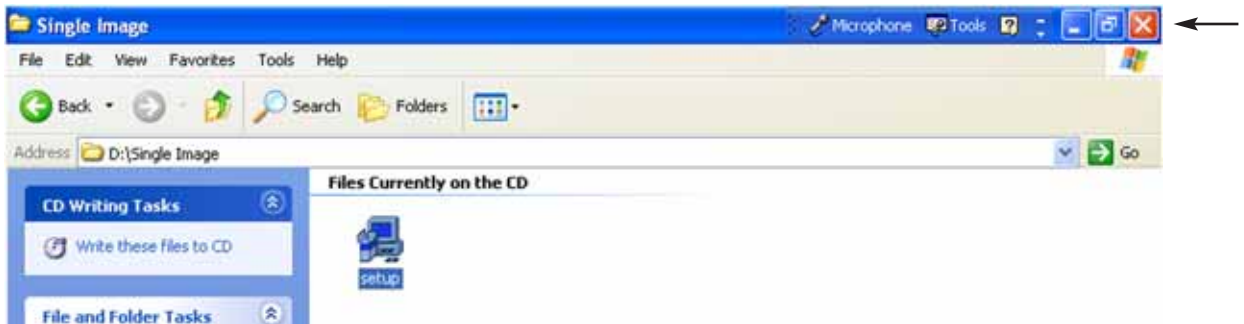 Single Image Microphone Tools
File Edit View Favorites Tools Help
Back Search Folders
Address D:\Single Image Go
Files Currently on the CD
CD Writing Tasks
Write these files to CD
setup
File and Folder Tasks